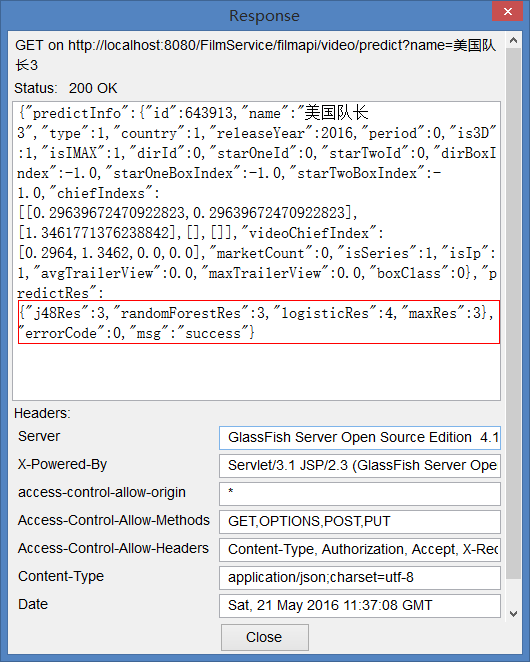 Response
GET on http://localhost:8080/FilmService/filmapi/video/predict?name=美国队
长3
Status: 200 OK
{"predictInfo":{"id":643913,"name":"美国队长
3","type":1,"country":1,"releaseYear":2016,"period":0,"is3D"
:1,"isIMAX":1,"dirId":0,"starOneId":0,"starTwoId":0,"dirBoxI
ndex":-1.0,"starOneBoxIndex":-1.0,"starTwoBoxIndex":-
1.0,"chiefIndexs":
[[0.29639672470922823,0.29639672470922823],
[1.3461771376238842],[],[]],"videoChiefIndex":
[0.2964,1.3462,0.0,0.0],"marketCount":0,"isSeries":1,"isIp":
1,"avgTrailerView":0.0,"maxTrailerView":0.0,"boxClass":0},"p
redictRes":
{"j48Res":3,"randomForestRes":3,"logisticRes":4,"maxRes":3},
"errorCode":0,"msg":"success"}
Headers:
Server GlassFish Server Open Source Edition 4.1
X-Powered-By Servlet/3.1 JSP/2.3 (GlassFish Server Ope
access-control-allow-origin *
Access-Control-Allow-Methods GET,OPTIONS,POST,PUT
Access-Control-Allow-Headers Content-Type, Authorization, Accept, X-Rec
Content-Type application/json;charset=utf-8
Date Sat, 21 May 2016 11:37:08 GMT
Close